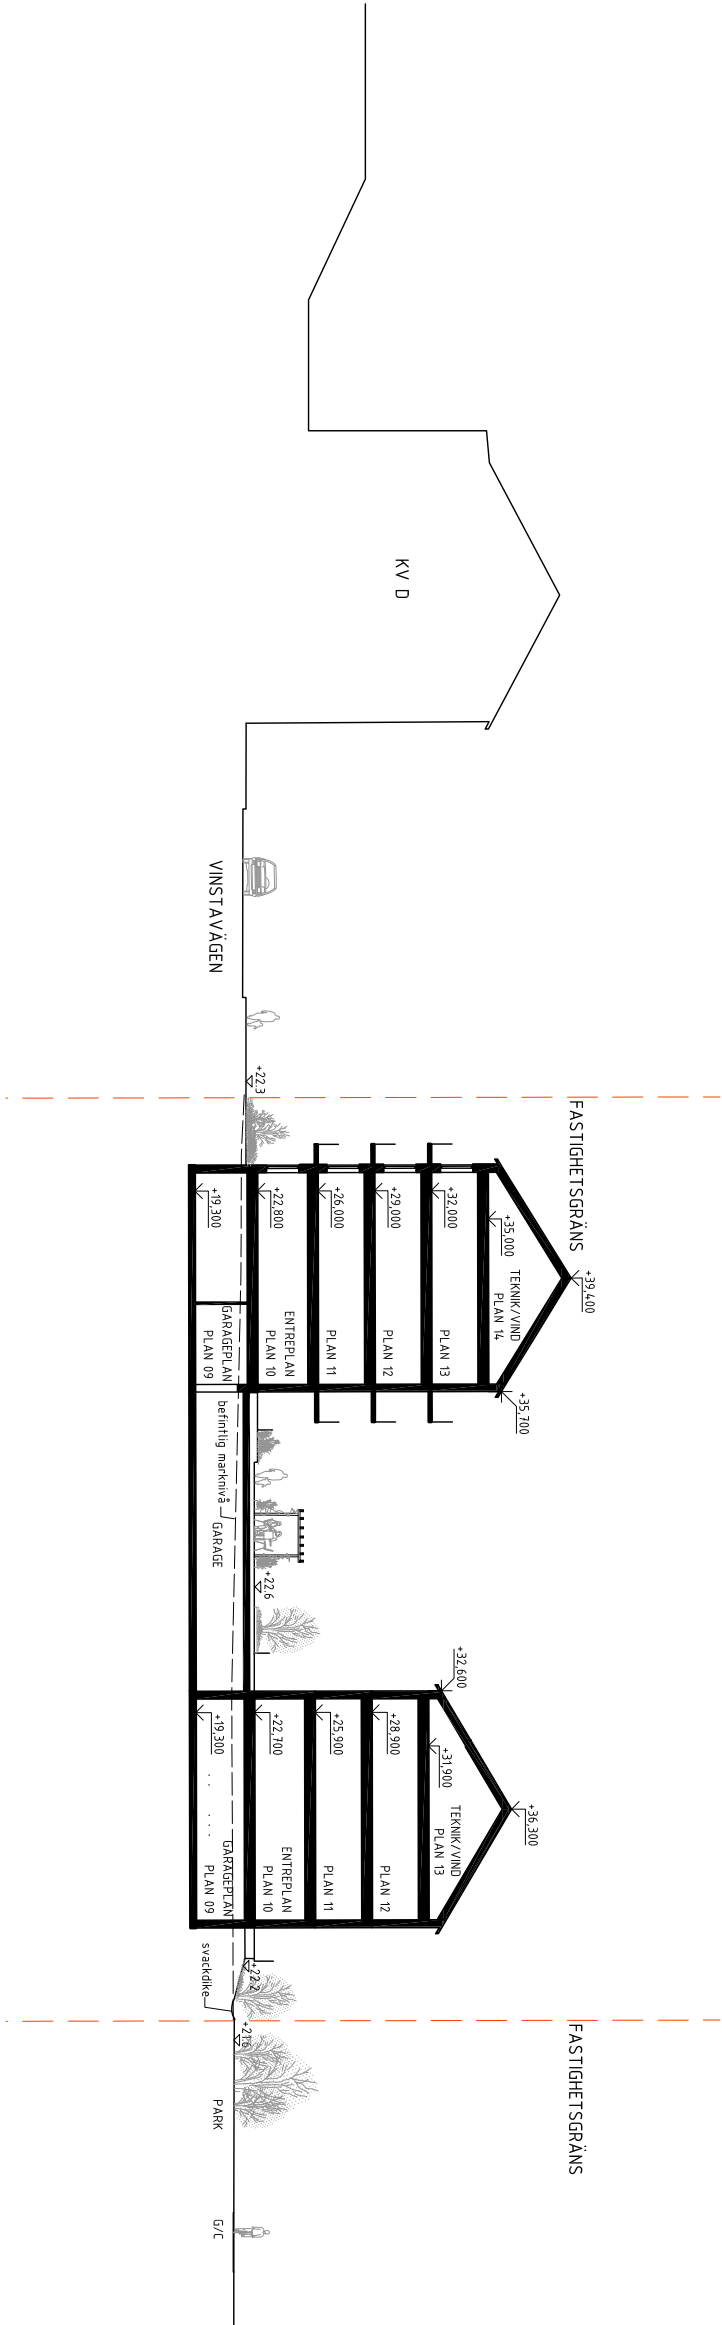 KV D
VINSTAVÄGEN
+22.3
FASTIGHETSGRÄNS
+39,400
+35,700
+35,000
TEKNIK/VIND
PLAN 14
+32,000
PLAN 13
+29,000
PLAN 12
+26,000
PLAN 11
+22,800
ENTREPLAN
PLAN 10
+19,300
GARAGEPLAN
PLAN 09
befintlig marknivå
GARAGE
+22.6
+32,600
+36,300
+31,900
TEKNIK/VIND
PLAN 13
+28,900
PLAN 12
+25,900
PLAN 11
+22,700
ENTREPLAN
PLAN 10
+19,300
GARAGEPLAN
PLAN 09
svackdike
+22.2
+21.6
FASTIGHETSGRÄNS
PARK
G/C